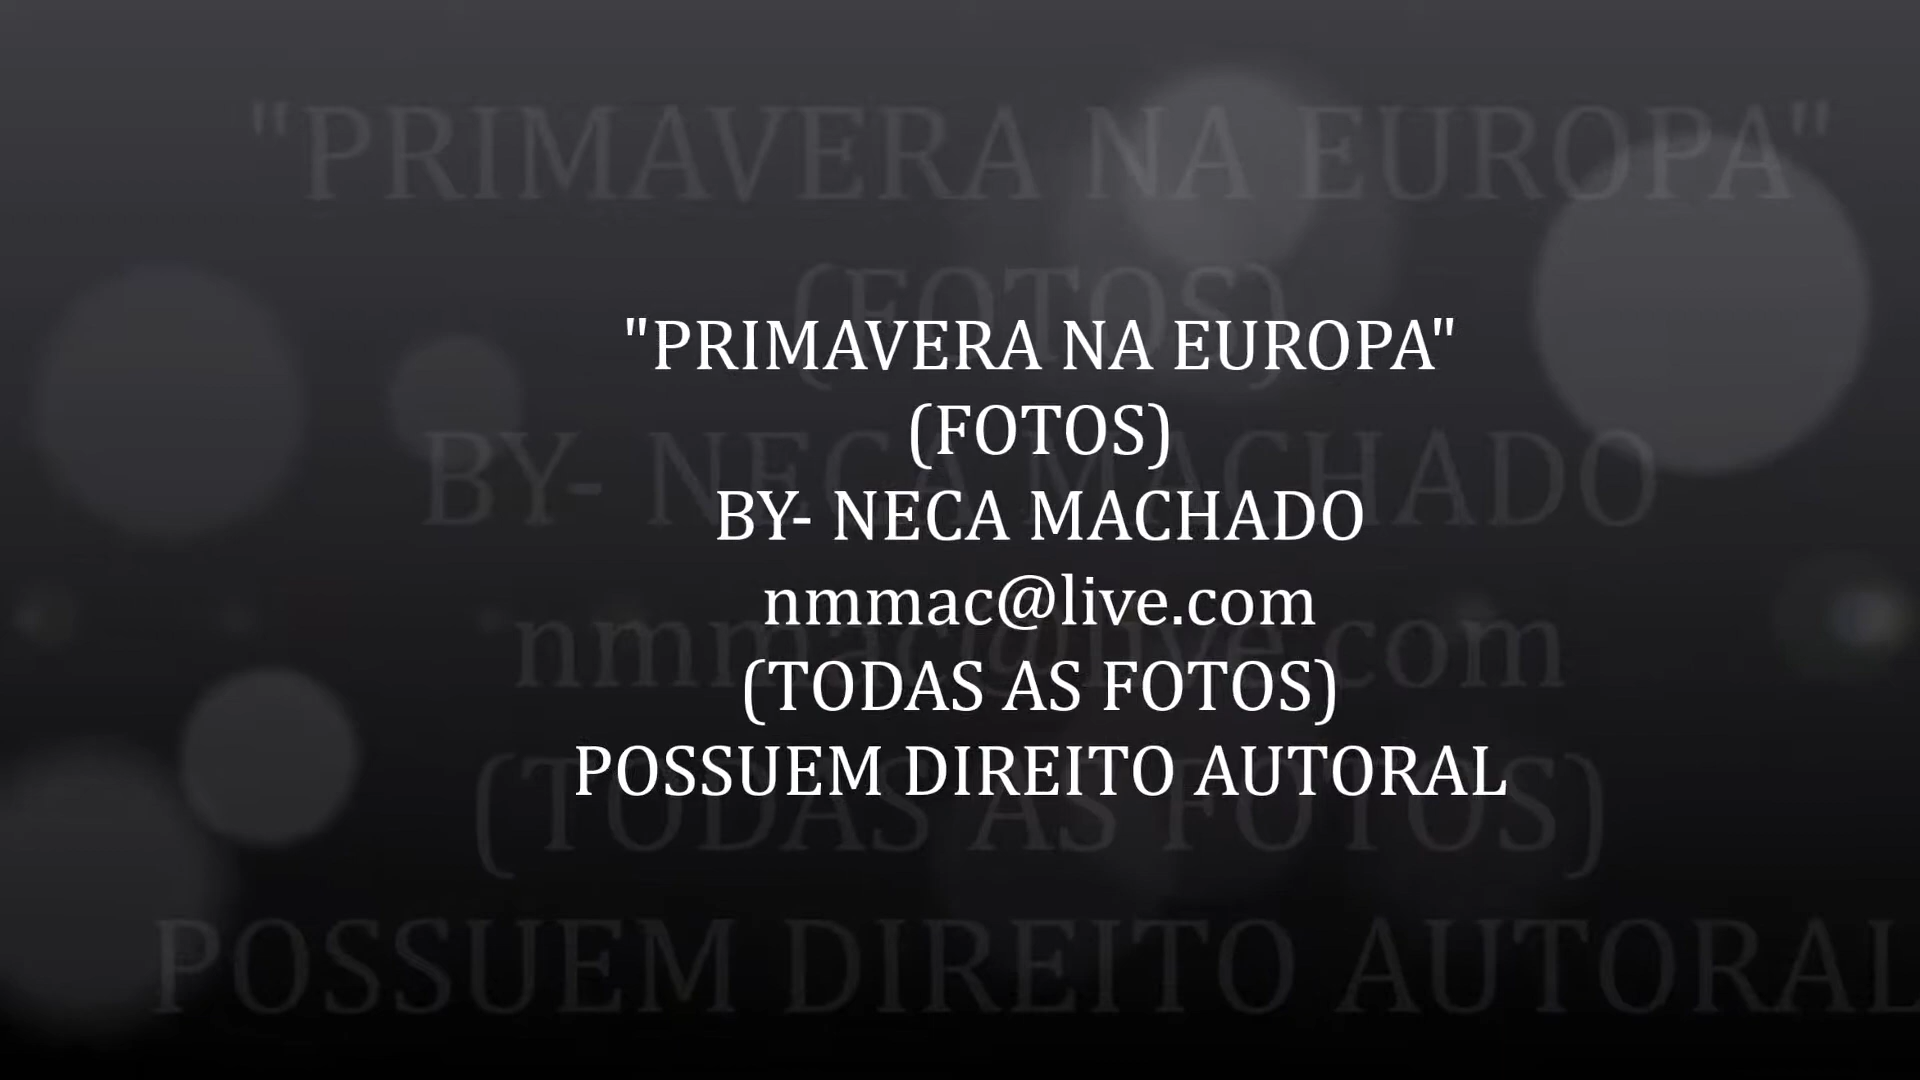 "PRIMAVERA NA EUROPA"
(FOTOS)
BY- NECA MACHADO
nmmac@live.com
(TODAS AS FOTOS)
POSSUEM DIREITO AUTORAL